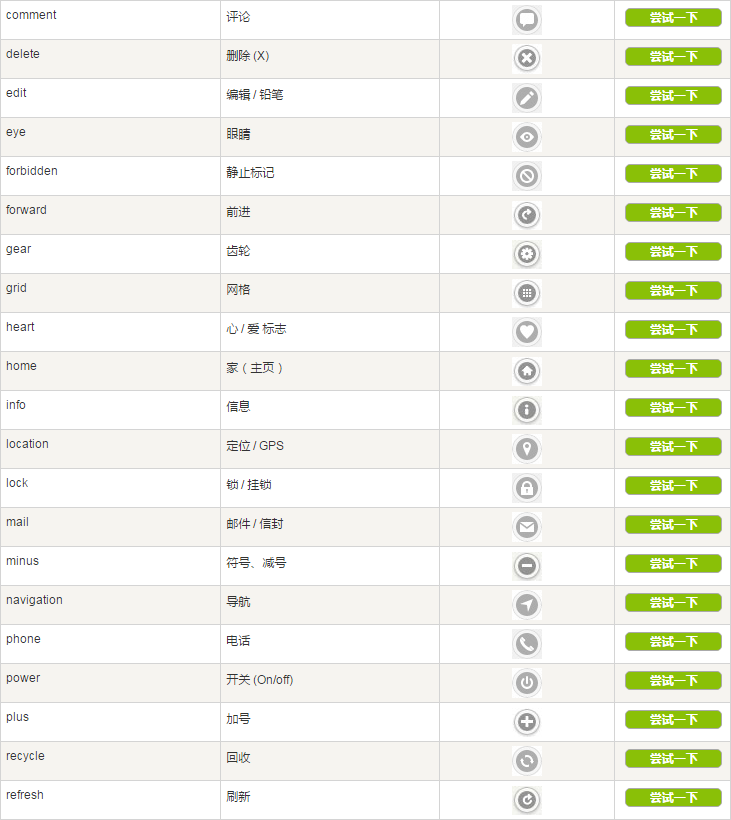 comment 评论 尝试一下
delete 删除 (X) 尝试一下
edit 编辑 / 铅笔 尝试一下
eye 眼睛 尝试一下
forbidden 静止标记 尝试一下
forward 前进 尝试一下
gear 齿轮 尝试一下
grid 网格 尝试一下
heart 心 / 爱 标志 尝试一下
home 家（主页） 尝试一下
info 信息 尝试一下
location 定位 / GPS 尝试一下
lock 锁 / 挂锁 尝试一下
mail 邮件 / 信封 尝试一下
minus 符号、减号 尝试一下
navigation 导航 尝试一下
phone 电话 尝试一下
power 开关 (On/off) 尝试一下
plus 加号 尝试一下
recycle 回收 尝试一下
refresh 刷新 尝试一下